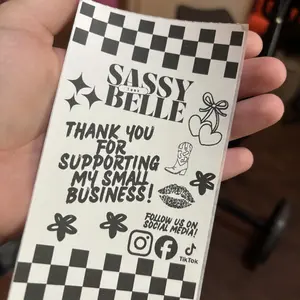 SASSY
BELLE
THANK YOU
FOR
SUPPORTING
MY SMALL
BUSINESS!
FOLLOW US ON
SOCIAL MEDIA!
TikTok